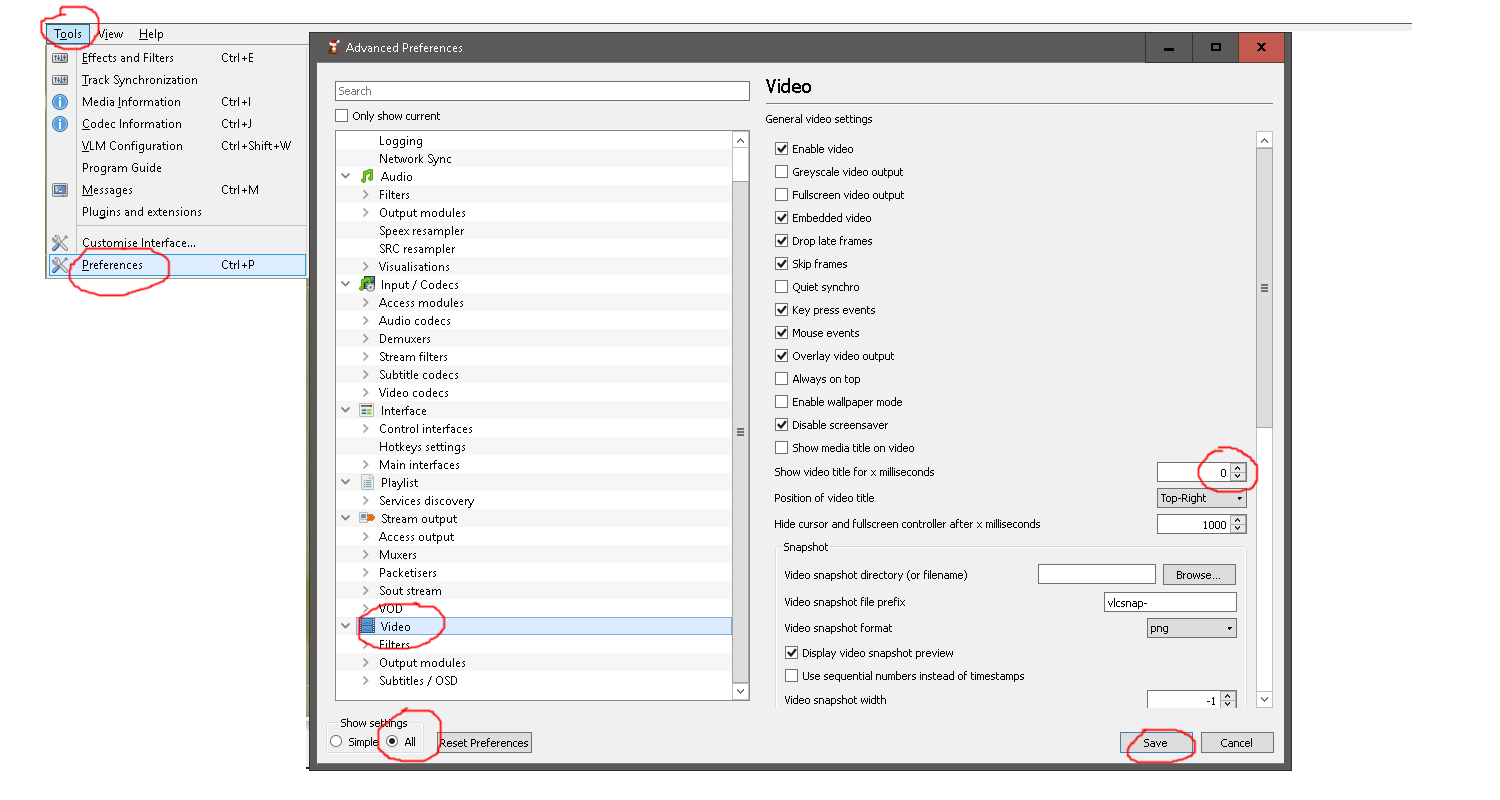 Tools View Help
Effects and Filters Ctrl+E
Track Synchronization
Media Information Ctrl+I
Codec Information Ctrl+J
VLM Configuration Ctrl+Shift+W
Program Guide
Messages Ctrl+M
Plugins and extensions
Customise Interface...
Preferences Ctrl+P
Advanced Preferences
Search
Only show current
Logging
Network Sync
Audio
Filters
Output modules
Speex resampler
SRC resampler
Visualisations
Input / Codecs
Access modules
Audio codecs
Demuxers
Stream filters
Subtitle codecs
Video codecs
Interface
Control interfaces
Hotkeys settings
Main interfaces
Playlist
Services discovery
Stream output
Access output
Muxers
Packetisers
Sout stream
VOD
Video
Filters
Output modules
Subtitles / OSD
Show settings
Simple All Reset Preferences
Video
General video settings
Enable video
Greyscale video output
Fullscreen video output
Embedded video
Drop late frames
Skip frames
Quiet synchro
Key press events
Mouse events
Overlay video output
Always on top
Enable wallpaper mode
Disable screensaver
Show media title on video
Show video title for x milliseconds 0
Position of video title Top-Right
Hide cursor and fullscreen controller after x milliseconds 1000
Snapshot
Video snapshot directory (or filename) Browse...
Video snapshot file prefix vlcsnap-
Video snapshot format png
Display video snapshot preview
Use sequential numbers instead of timestamps
Video snapshot width -1
Save Cancel